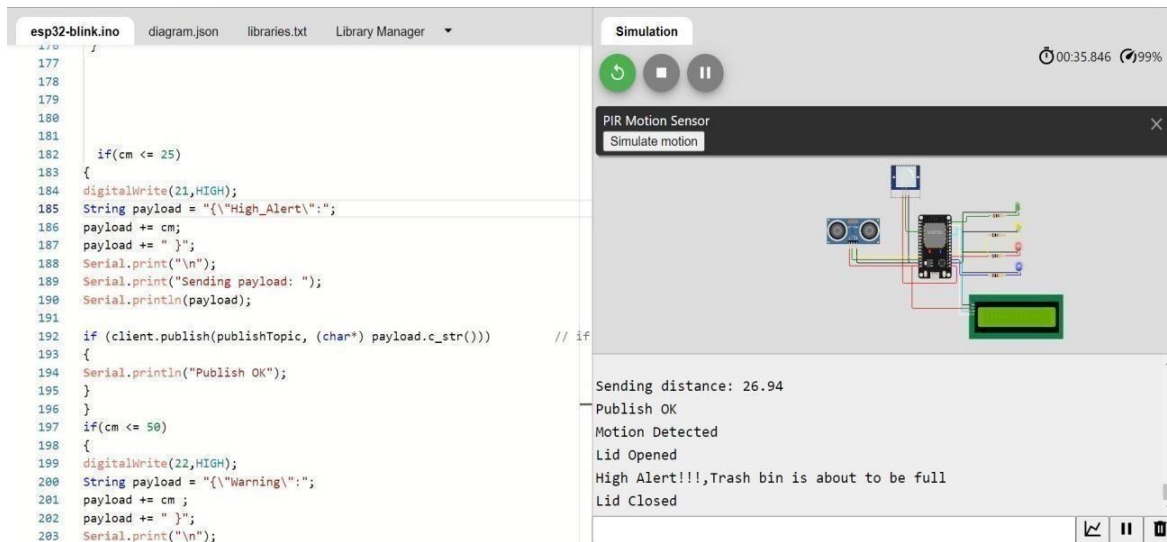 esp32-blink.ino diagram.json libraries.txt Library Manager
178 }
177
178
179
180
181
182 if(cm <= 25)
183 {
184 digitalWrite(21,HIGH);
185 String payload = "{\"High_Alert\":";
186 payload += cm;
187 payload += " }";
188 Serial.print("\n");
189 Serial.print("Sending payload: ");
190 Serial.println(payload);
191
192 if (client.publish(publishTopic, (char*) payload.c_str())) // if
193 {
194 Serial.println("Publish OK");
195 }
196 }
197 if(cm <= 50)
198 {
199 digitalWrite(22,HIGH);
200 String payload = "{\"Warning\":";
201 payload += cm ;
202 payload += " }";
203 Serial.print("\n");
Simulation
00:35.846 99%
PIR Motion Sensor
Simulate motion
Sending distance: 26.94
Publish OK
Motion Detected
Lid Opened
High Alert!!!,Trash bin is about to be full
Lid Closed